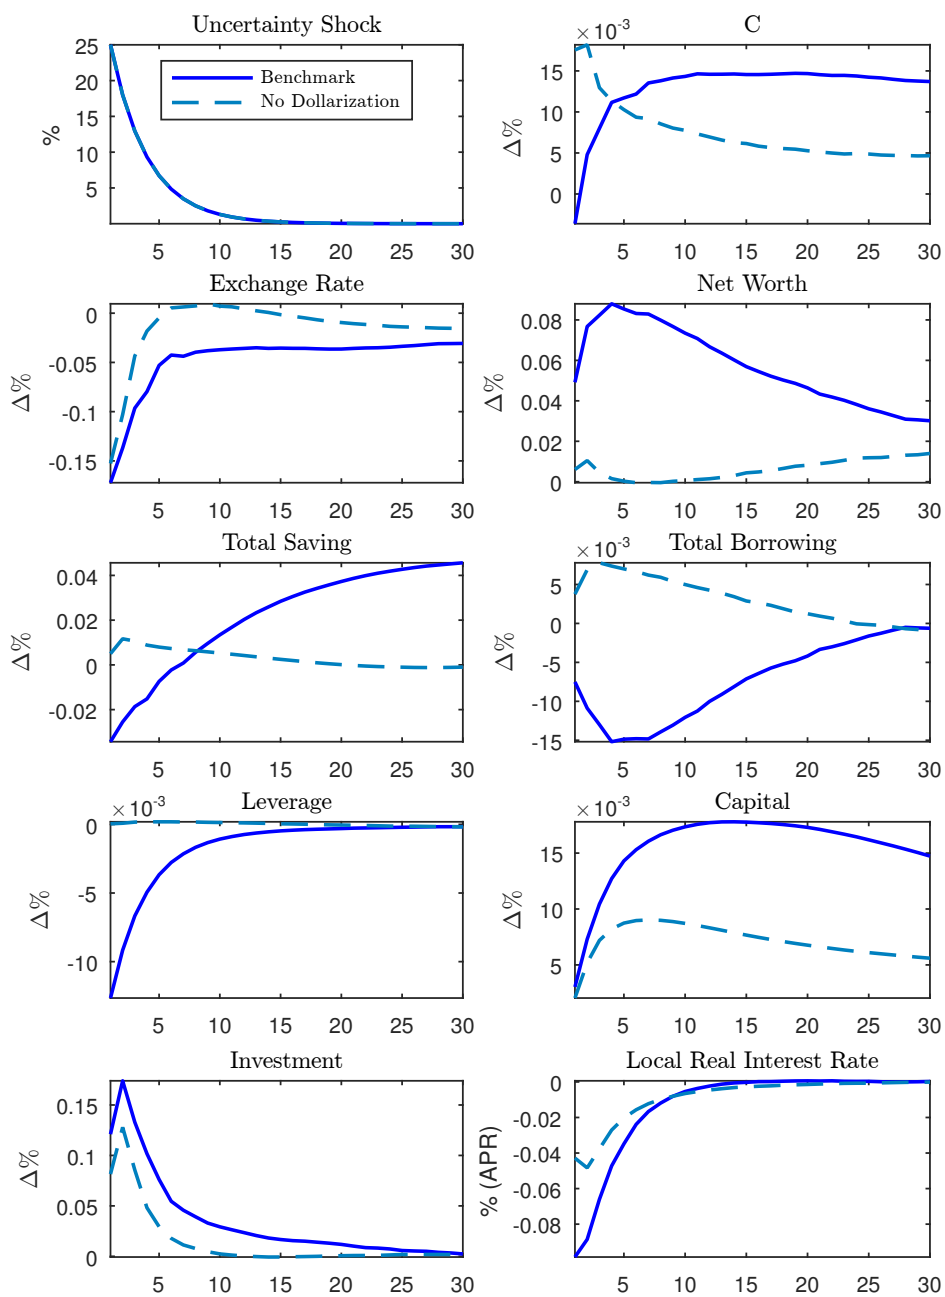 Uncertainty Shock
25
20
15
10
5
%
Benchmark
No Dollarization
5 10 15 20 25 30
C
×10-3
15
10
5
0
Δ%
5 10 15 20 25 30
Exchange Rate
0
-0.05
-0.1
-0.15
Δ%
5 10 15 20 25 30
Net Worth
0.08
0.06
0.04
0.02
0
Δ%
5 10 15 20 25 30
Total Saving
0.04
0.02
0
-0.02
Δ%
5 10 15 20 25 30
Total Borrowing
×10-3
5
0
-5
-10
-15
Δ%
5 10 15 20 25 30
Leverage
×10-3
0
-5
-10
Δ%
5 10 15 20 25 30
Capital
×10-3
15
10
5
Δ%
5 10 15 20 25 30
Investment
0.15
0.1
0.05
0
Δ%
5 10 15 20 25 30
Local Real Interest Rate
0
-0.02
-0.04
-0.06
-0.08
% (APR)
5 10 15 20 25 30